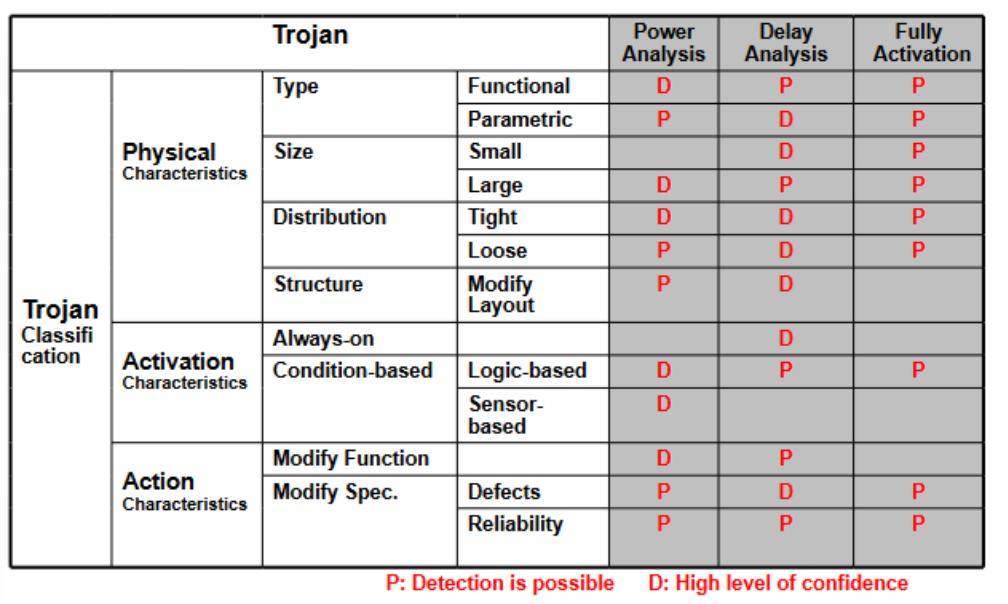 Trojan Power Analysis Delay Analysis Fully Activation
Trojan Classifi cation
Physical Characteristics
Type Functional D P P
Parametric P D P
Size Small D P
Large D P P
Distribution Tight D D P
Loose P D P
Structure Modify Layout P D
Activation Characteristics
Always-on D
Condition-based Logic-based D P P
Sensor-based D
Action Characteristics
Modify Function D P
Modify Spec. Defects P D P
Reliability P P P
P: Detection is possible D: High level of confidence